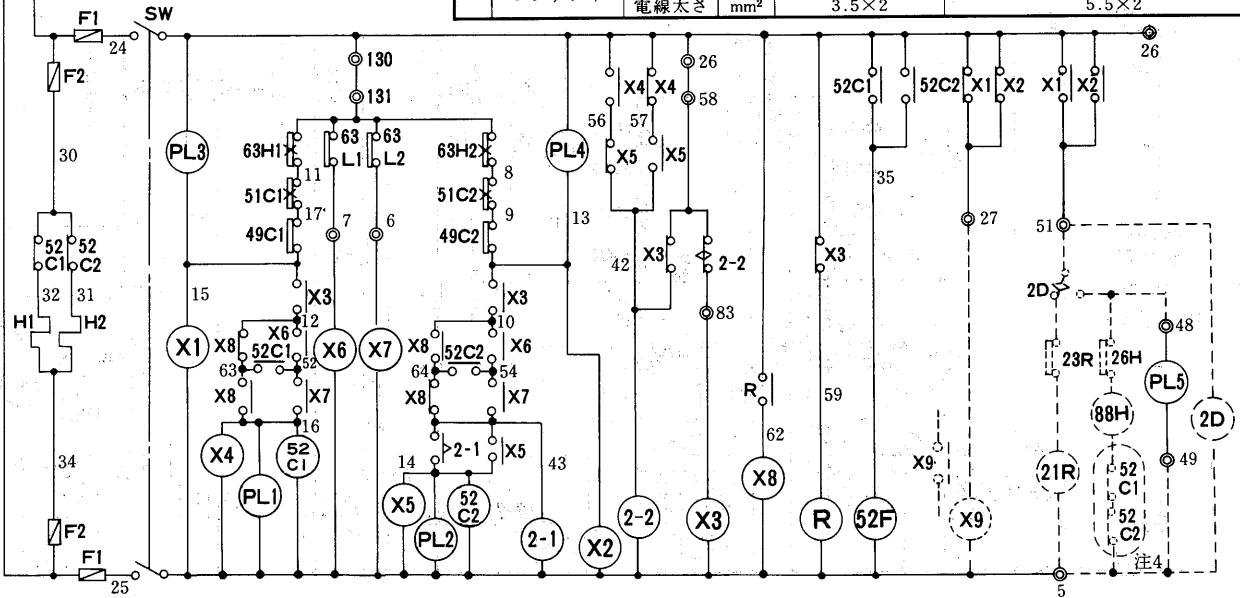 電線太さ mm² 3.5×2 5.5×2
F1 24 SW 26
F2
130
131
26
58
PL3 63H1 63 L1 63 L2 63H2 PL4 X4 X4 52C1 52C2 X1 X2 X1 X2
56 57
30
11 8
X5 X5
51C1 51C2
17 7 6 9 13 35
49C1 49C2
27 51
52 C1 52 C2
15 42 X3 2-2 X3
32 31
X3 X3
2D
H1 H2
12 10 83 48
X1 X8 X6 52C1 X6 X7 X8 52C2 X6
23R 26H PL5
63 52 64 54
X8 X7 X8 X7
R 59
88H 2D
16 62
X4 52 C1 2-1 X5 43
34 14
X9 49
PL1 X5 52 C2 X8 21R 52 C1
F2 PL2 2-1 X2 2-2 X3 R 52F X9 52 C2
注4
F1 25 5